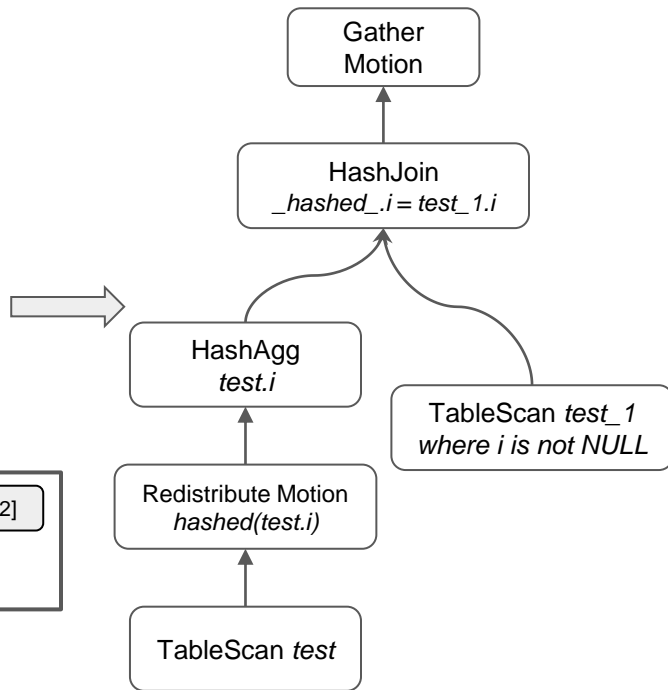 Gather
Motion
HashJoin
_hashed_.i = test_1.i
HashAgg
test.i
TableScan test_1
where i is not NULL
2]
Redistribute Motion
hashed(test.i)
TableScan test